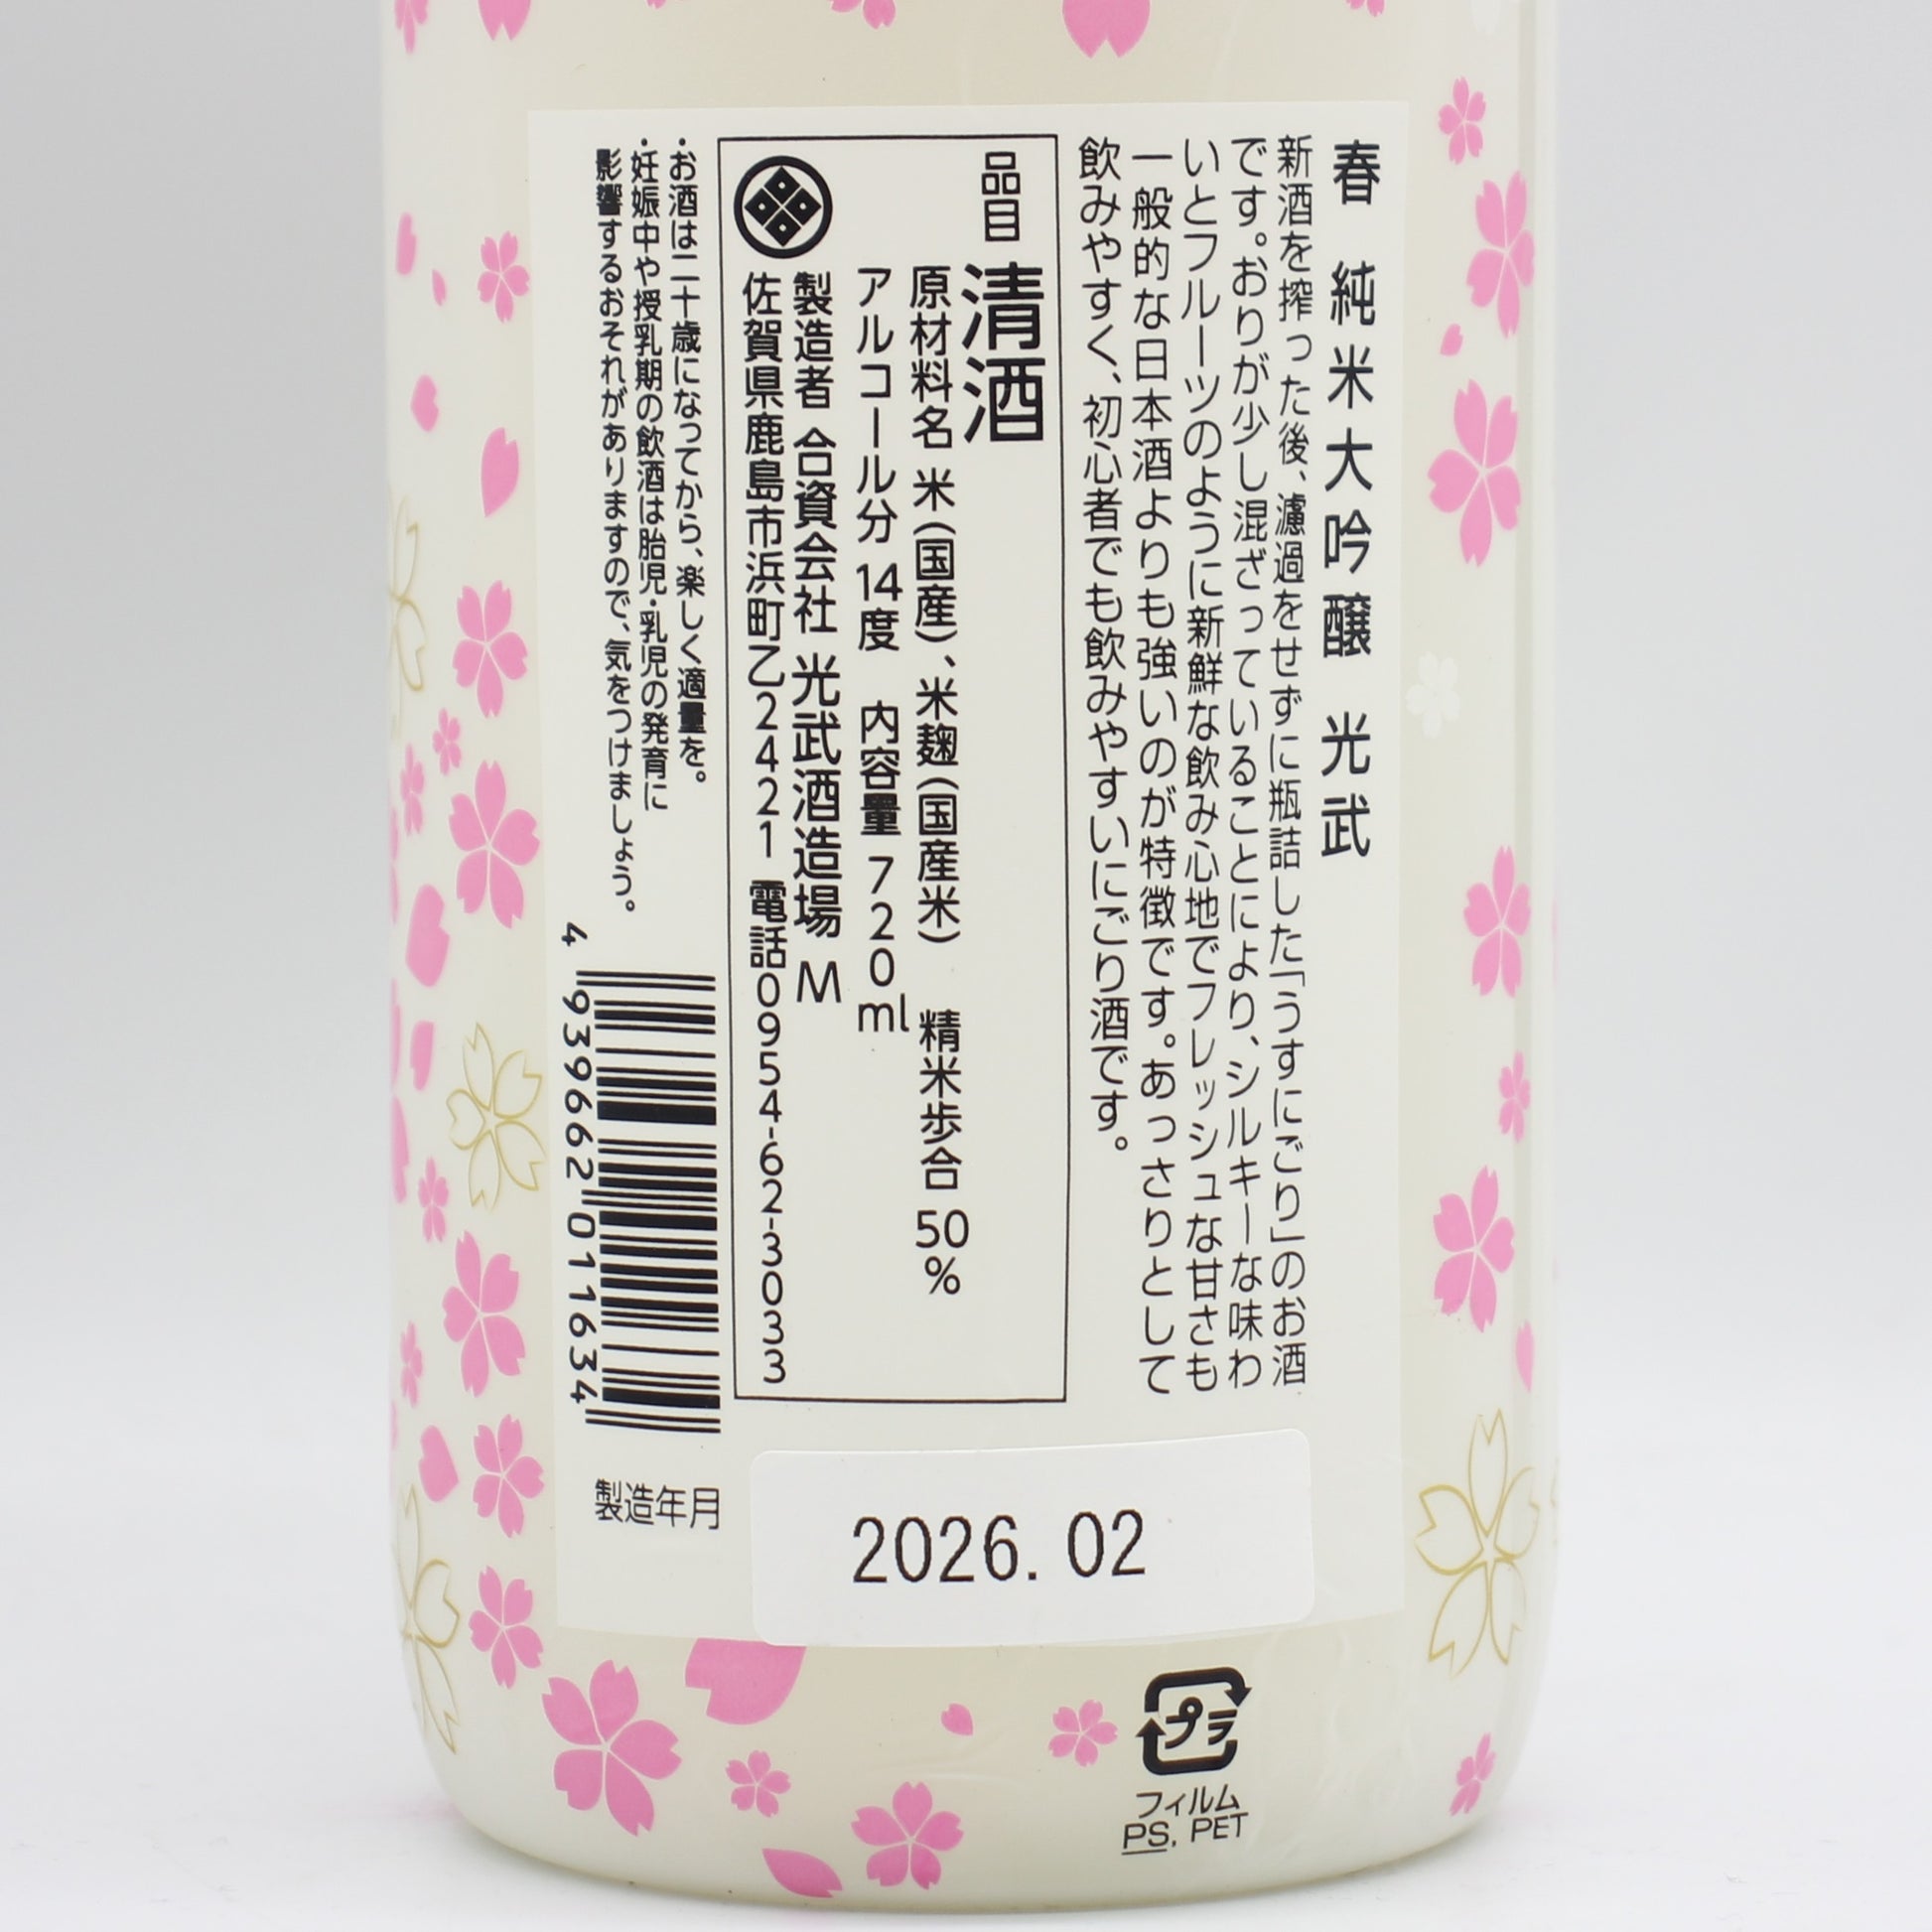 春 純米大吟醸 光武
新酒を搾った後、濾過をせずに瓶詰した「うすにごり」のお酒
です。おりが少し混ざっていることにより、シルキーな味わ
いとフルーツのように新鮮な飲み心地でフレッシュな甘さも
一般的な日本酒よりも強いのが特徴です。あっさりとして
飲みやすく、初心者でも飲みやすいにごり酒です。
品目 清酒
原材料名 米(国産)、米麹(国産米) 精米歩合 50%
アルコール分 14度 内容量 720ml
製造者 合資会社 光武酒造場 M
佐賀県鹿島市浜町乙2421 電話0954-62-3033
・お酒は二十歳になってから、楽しく適量を。
・妊娠中や授乳期の飲酒は胎児・乳児の発育に
影響するおそれがありますので、気をつけましょう。
4 939662 011634
製造年月 2026.02
プラ
フィルム
PS, PET